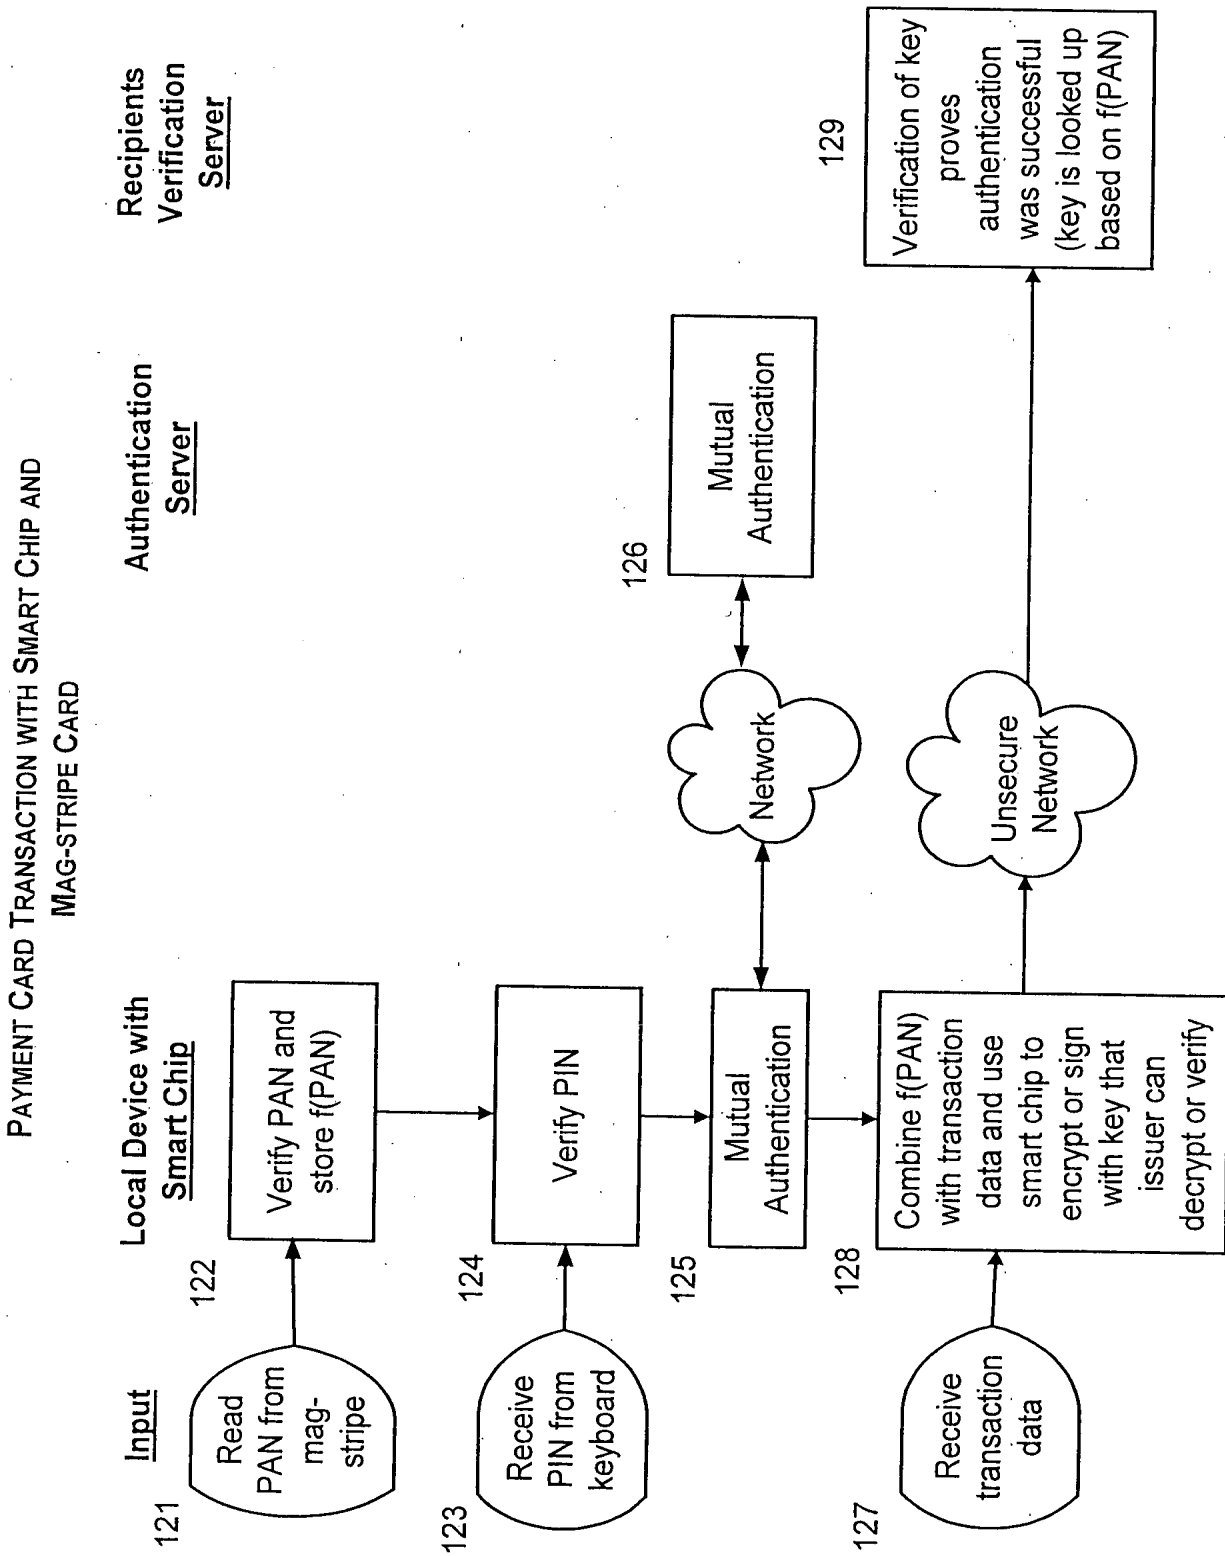 PAYMENT CARD TRANSACTION WITH SMART CHIP AND
MAG-STRIPE CARD
Input
Local Device with
Smart Chip
Authentication
Server
Recipients
Verification
Server
121
Read
PAN from
mag-
stripe
122
Verify PAN and
store f(PAN)
123
Receive
PIN from
keyboard
124
Verify PIN
125
Mutual
Authentication
Network
126
Mutual
Authentication
127
Receive
transaction
data
128
Combine f(PAN)
with transaction
data and use
smart chip to
encrypt or sign
with key that
issuer can
decrypt or verify
Unsecure
Network
129
Verification of key
proves
authentication
was successful
(key is looked up
based on f(PAN)